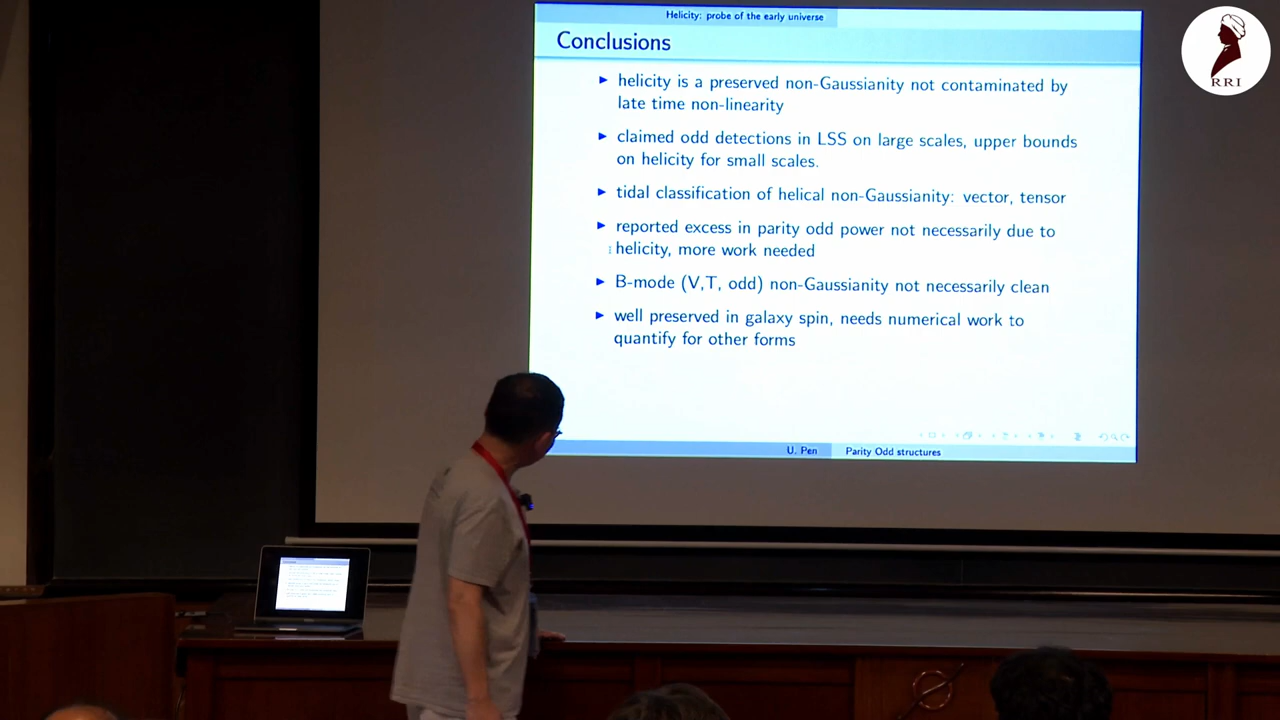 Helicity: probe of the early universe
RRI
Conclusions
helicity is a preserved non-Gaussianity not contaminated by
late time non-linearity
claimed odd detections in LSS on large scales, upper bounds
on helicity for small scales.
tidal classification of helical non-Gaussianity: vector, tensor
reported excess in parity odd power not necessarily due to
helicity, more work needed
B-mode (V,T, odd) non-Gaussianity not necessarily clean
well preserved in galaxy spin, needs numerical work to
quantify for other forms
U. Pen Parity Odd structures